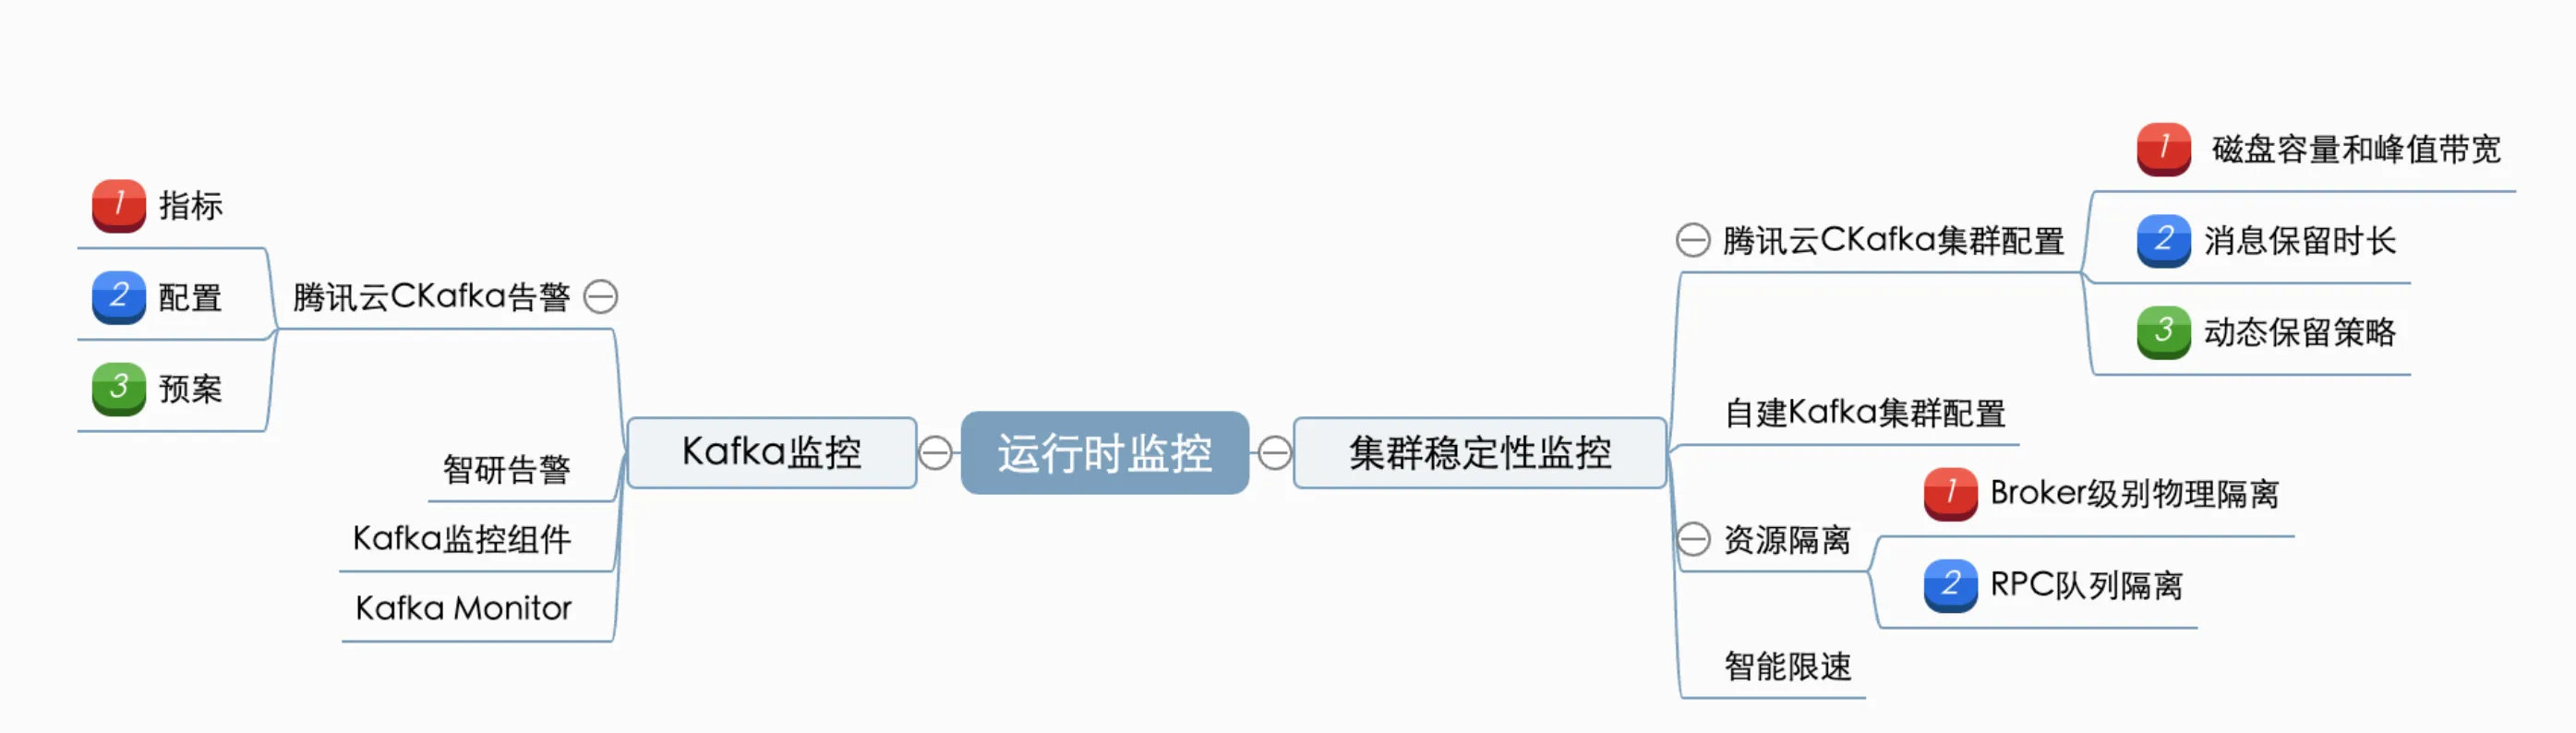 运行时监控
Kafka监控
腾讯云CKafka告警
1 指标
2 配置
3 预案
智研告警
Kafka监控组件
Kafka Monitor
集群稳定性监控
腾讯云CKafka集群配置
1 磁盘容量和峰值带宽
2 消息保留时长
3 动态保留策略
自建Kafka集群配置
资源隔离
1 Broker级别物理隔离
2 RPC队列隔离
智能限速